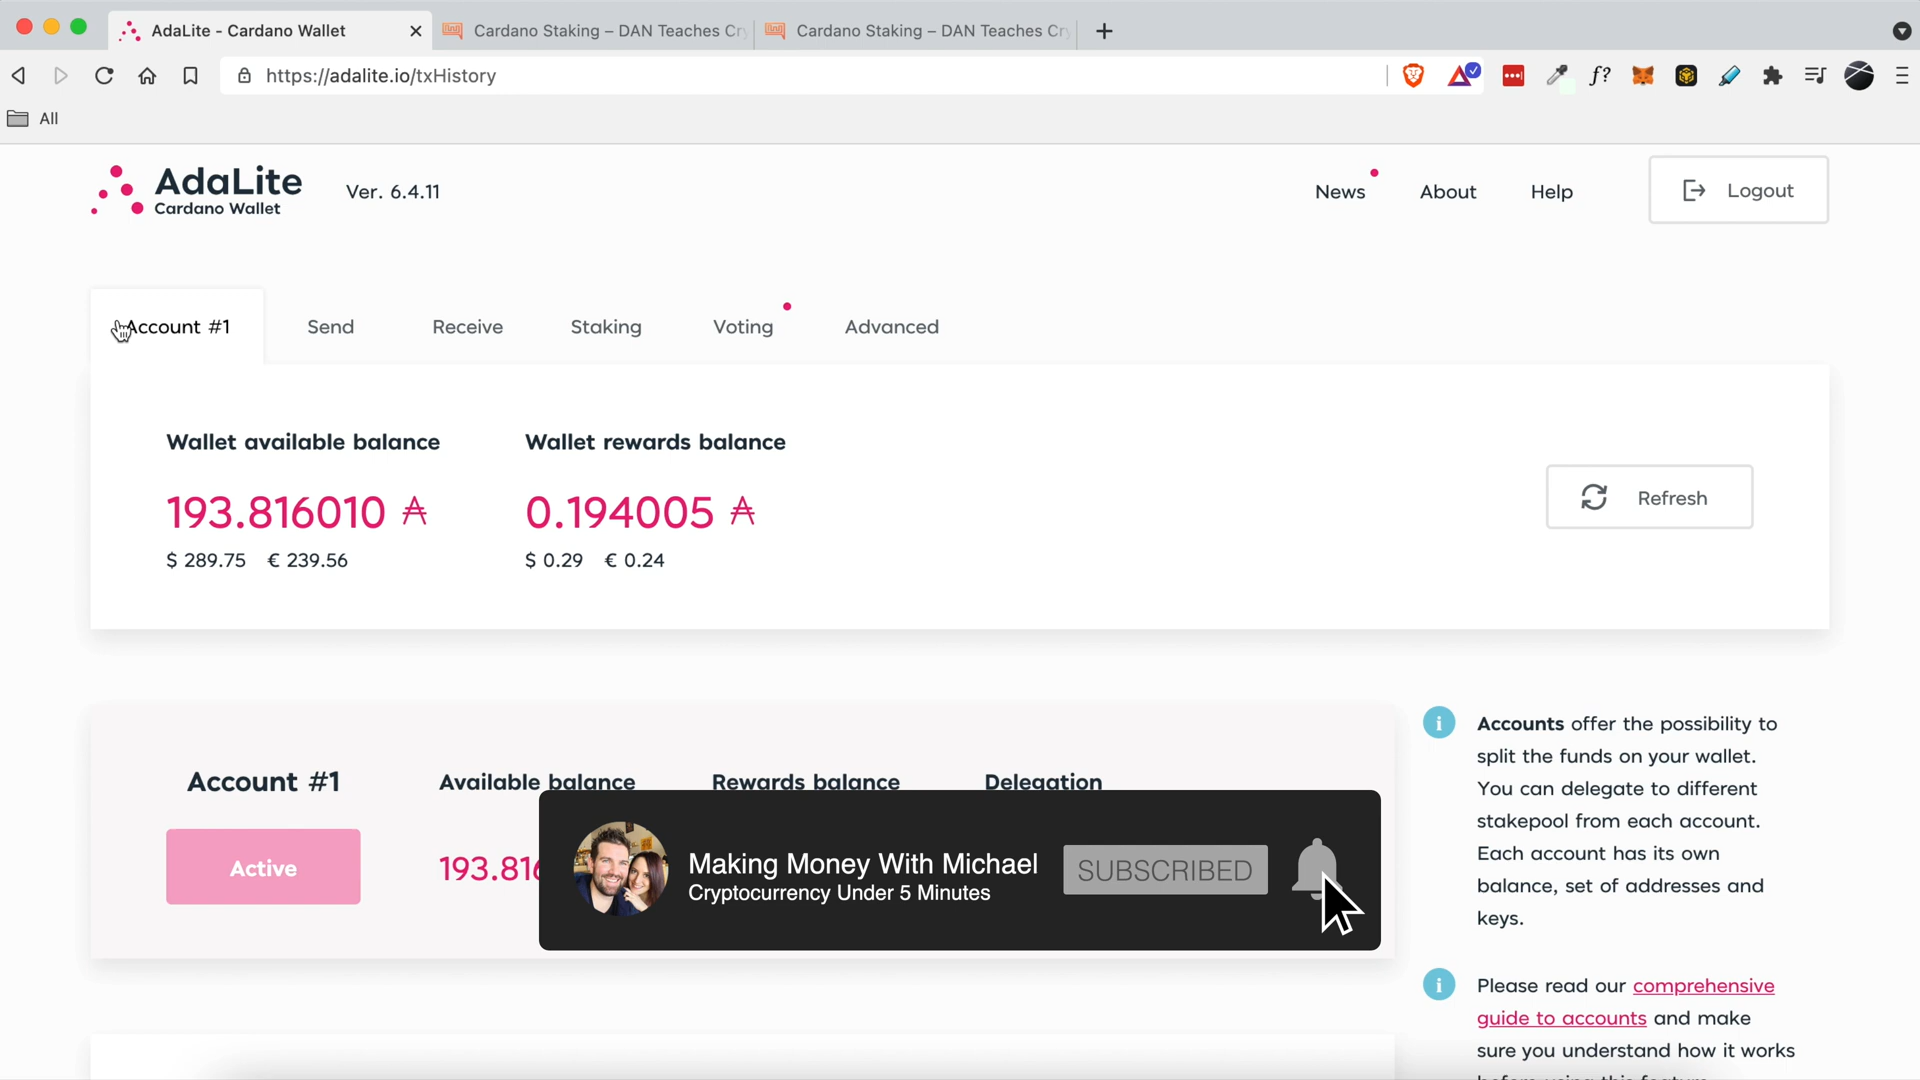 AdaLite - Cardano Wallet
Cardano Staking – DAN Teaches Cry
Cardano Staking – DAN Teaches Cry
https://adalite.io/txHistory
All
AdaLite
Cardano Wallet
Ver. 6.4.11
News
About
Help
Logout
Account #1
Send
Receive
Staking
Voting
Advanced
Wallet available balance
Wallet rewards balance
193.816010 ₳
0.194005 ₳
$ 289.75 € 239.56
$ 0.29 € 0.24
Refresh
Account #1
Available balance
Rewards balance
Delegation
Active
193.816
Making Money With Michael
Cryptocurrency Under 5 Minutes
SUBSCRIBED
Accounts offer the possibility to
split the funds on your wallet.
You can delegate to different
stakepool from each account.
Each account has its own
balance, set of addresses and
keys.
Please read our comprehensive
guide to accounts and make
sure you understand how it works